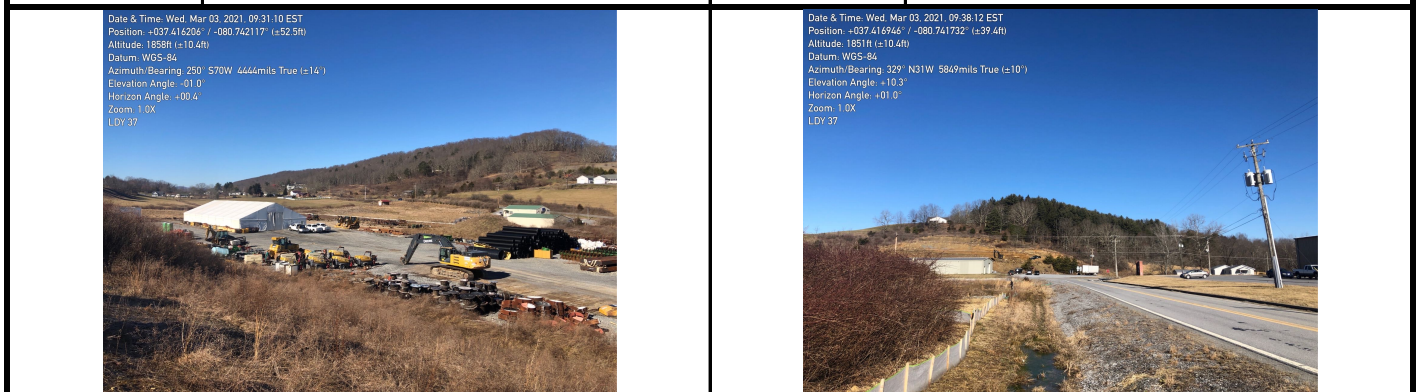 Date & Time: Wed, Mar 03, 2021, 09:31:10 EST
Position: +037.416206° / -080.742117° (±52.5ft)
Altitude: 1858ft (±10.4ft)
Datum: WGS-84
Azimuth/Bearing: 250° S70W 4444mils True (±14°)
Elevation Angle: -01.0°
Horizon Angle: +00.4°
Zoom: 1.0X
LDY 37
Date & Time: Wed, Mar 03, 2021, 09:38:12 EST
Position: +037.416946° / -080.741732° (±39.4ft)
Altitude: 1851ft (±10.4ft)
Datum: WGS-84
Azimuth/Bearing: 329° N31W 5849mils True (±10°)
Elevation Angle: +10.3°
Horizon Angle: +01.0°
Zoom: 1.0X
LDY 37